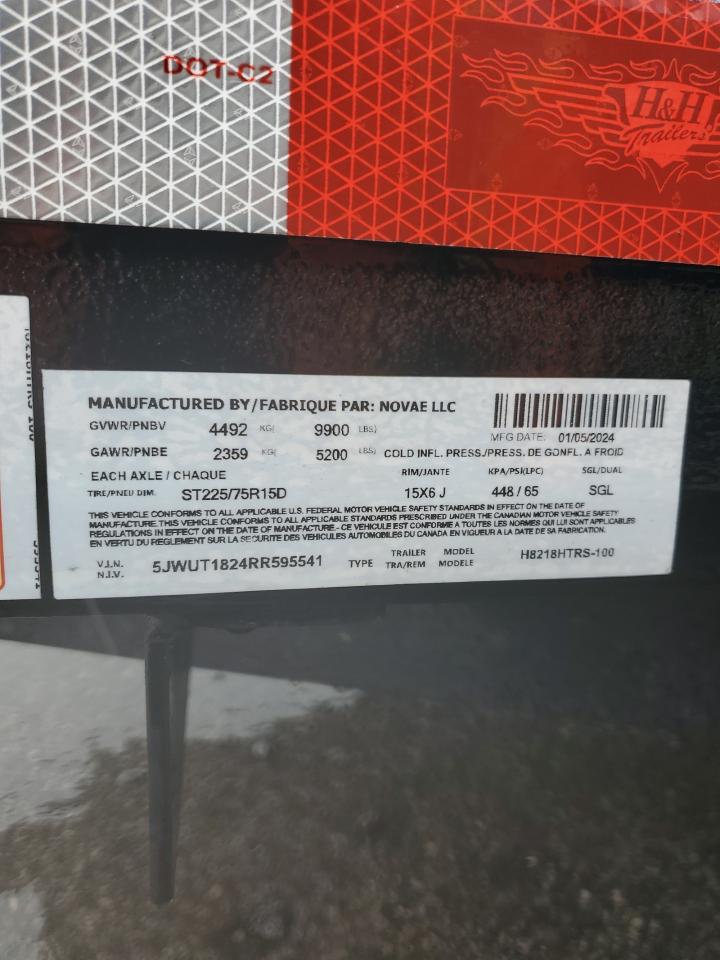 DOT-C2
H&H
Trailers
MANUFACTURED BY/FABRIQUE PAR: NOVAE LLC
GVWR/PNBV 4492 KG( 9900 LBS)
MFG DATE: 01/05/2024
GAWR/PNBE 2359 KG( 5200 LBS) COLD INFL. PRESS./PRESS. DE GONFL. A FROID
EACH AXLE / CHAQUE RIM/JANTE KPA/PSI(LPC) SGL/DUAL
TIRE/PNEU DIM. ST225/75R15D 15X6 J 448 / 65 SGL
THIS VEHICLE CONFORMS TO ALL APPLICABLE U.S. FEDERAL MOTOR VEHICLE SAFETY STANDARDS IN EFFECT ON THE DATE OF
MANUFACTURE. THIS VEHICLE CONFORMS TO ALL APPLICABLE STANDARDS PRESCRIBED UNDER THE CANADIAN MOTOR VEHICLE SAFETY
REGULATIONS IN EFFECT ON THE DATE OF MANUFACTURE.- CE VEHICULE EST CONFORME A TOUTES LES NORMES QUI LUI SONT APPLICABLES
EN VERTU DU REGLEMENT SUR LA SECURITE DES VEHICULES AUTOMOBILES DU CANADA EN VIGUEUR A LA DATE DE SA FABRICATION.
V.I.N. 5JWUT1824RR595541 TYPE TRAILER MODEL H8218HTRS-100
N.I.V. TRA/REM MODELE